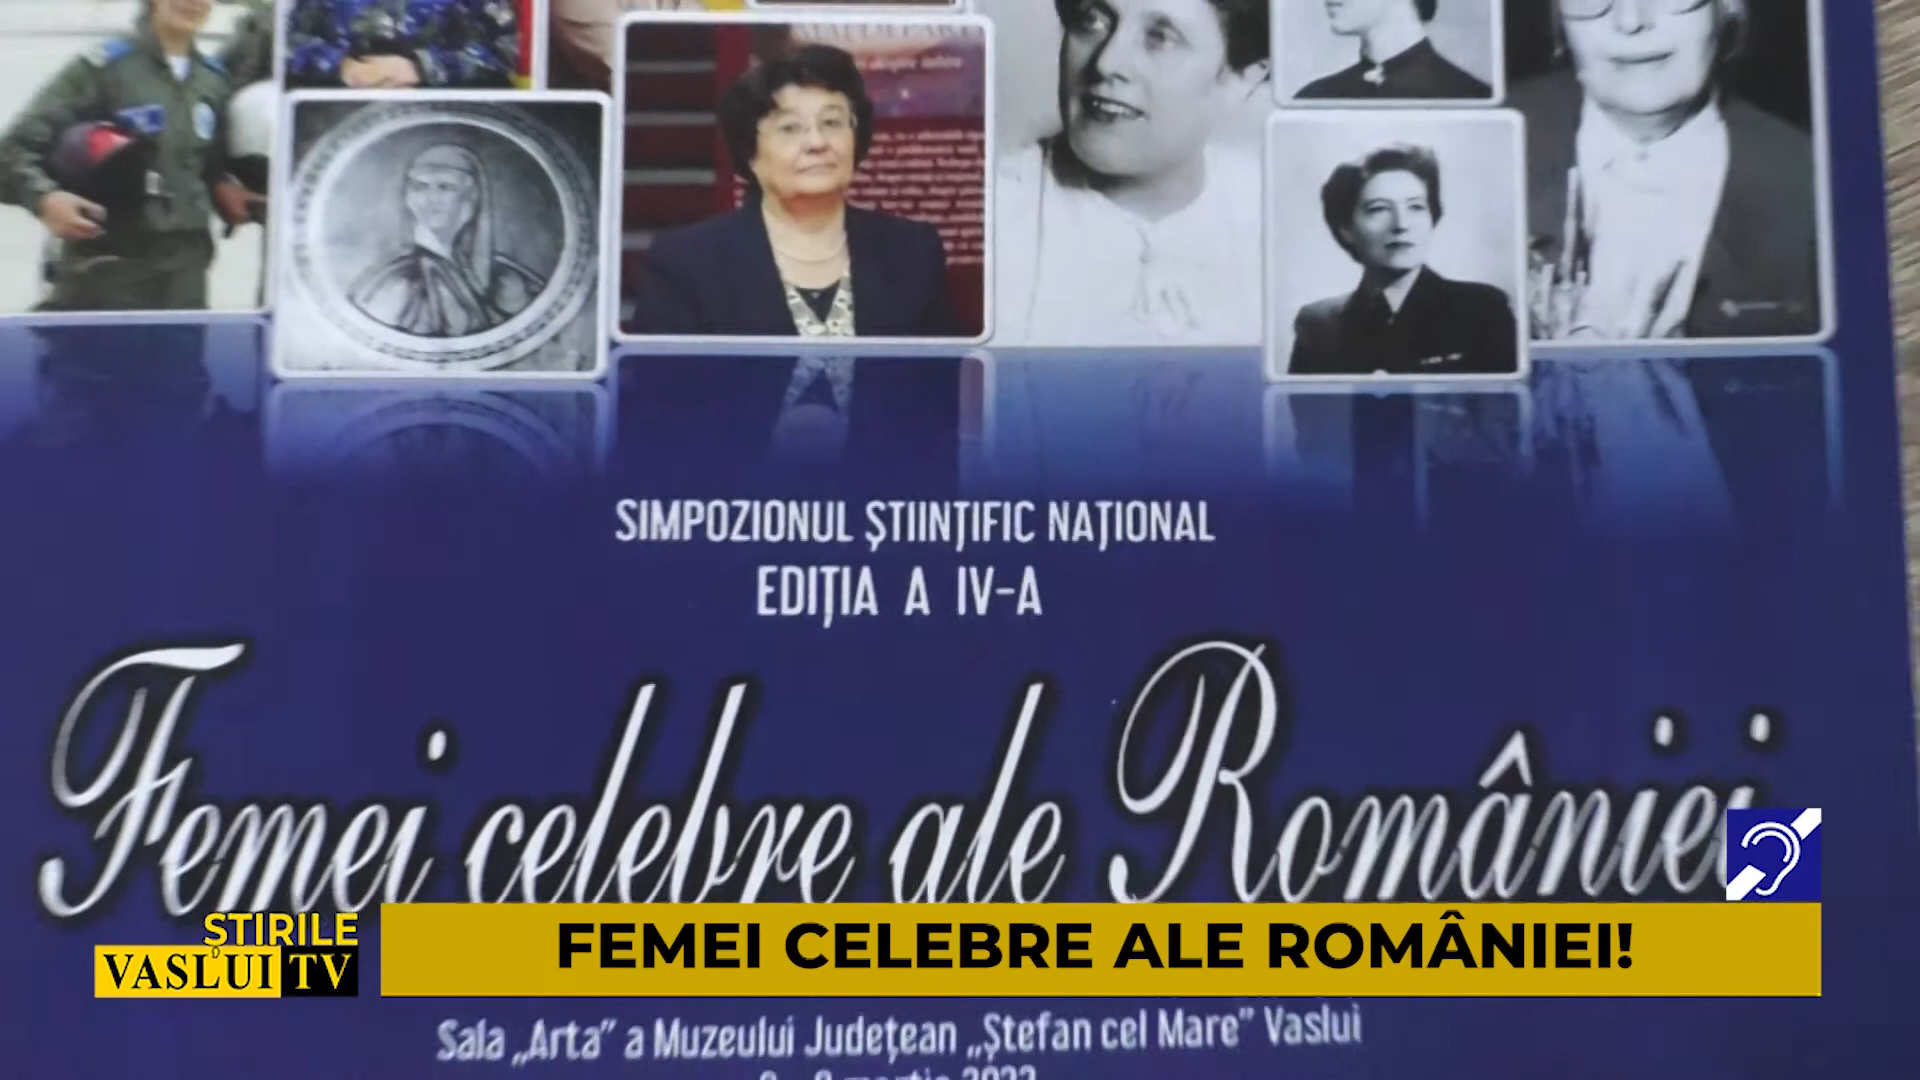 SIMPOZIONUL ŞTIINŢIFIC NAŢIONAL
EDIŢIA A IV-A
Femei celebre ale României
ŞTIRILE
VASLUI TV
FEMEI CELEBRE ALE ROMÂNIEI!
Sala „Arta” a Muzeului Judeţean „Ştefan cel Mare” Vaslui